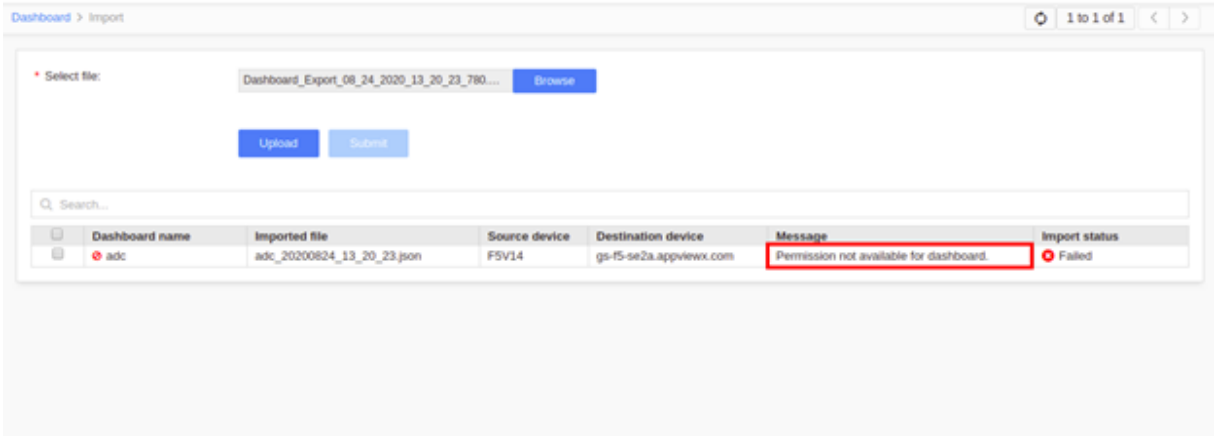 Dashboard > Import
1 to 1 of 1 < >
* Select file:
Dashboard_Export_08_24_2020_13_20_23_780....
Browse
Upload
Submit
Search...
Dashboard name Imported file Source device Destination device Message Import status
adc adc_20200824_13_20_23.json F5V14 gs-f5-se2a.appviewx.com Permission not available for dashboard. Failed